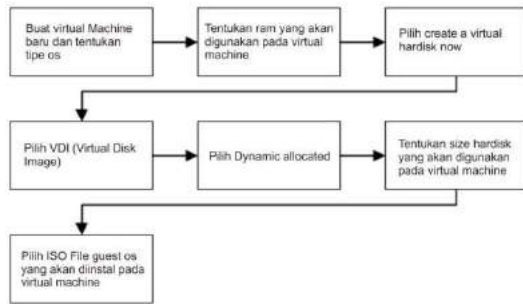 Buat virtual Machine
baru dan tentukan
tipe os
Tentukan ram yang akan
digunakan pada virtual
machine
Pilih create a virtual
hardisk now
Pilih VDI (Virtual Disk
Image)
Pilih Dynamic allocated
Tentukan size hardisk
yang akan digunakan
pada virtual machine
Pilih ISO File guest os
yang akan diinstal pada
virtual machine